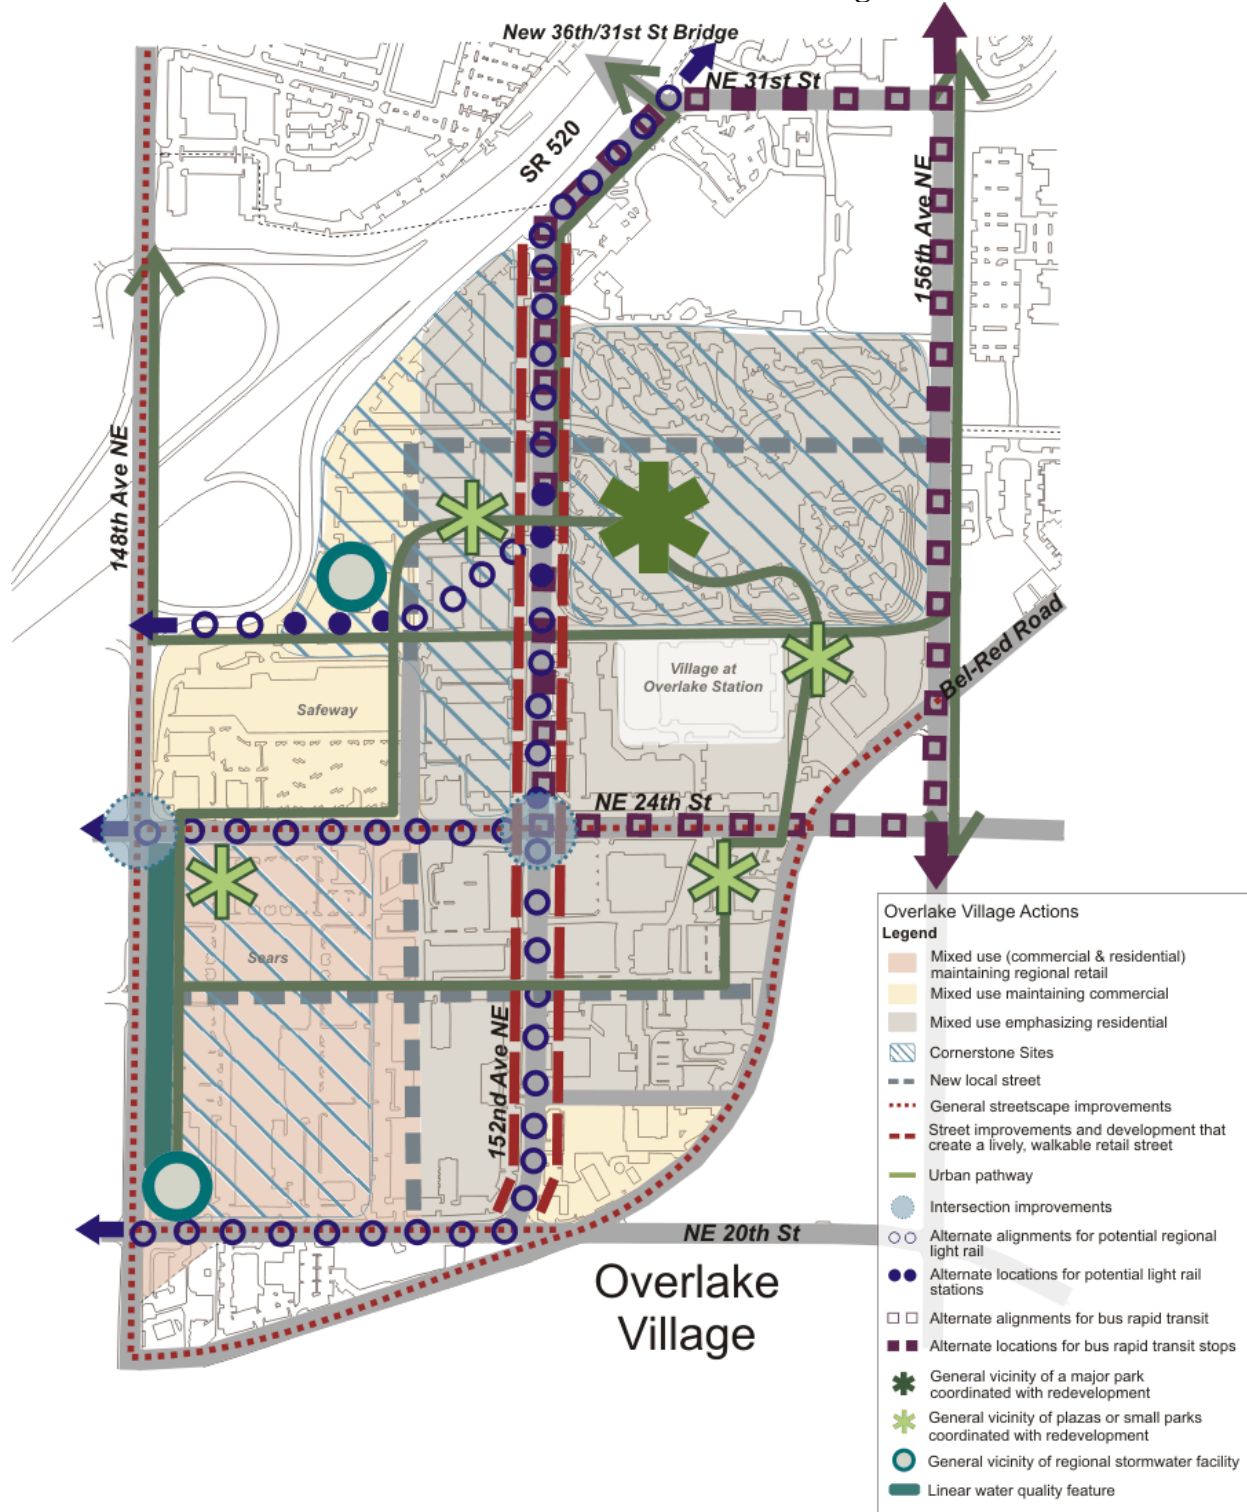 New 36th/31st St Bridge
NE 31st St
SR 520
156th Ave NE
148th Ave NE
Bel-Red Road
Village at
Overlake Station
Safeway
NE 24th St
Sears
152nd Ave NE
NE 20th St
Overlake
Village
Overlake Village Actions
Legend
Mixed use (commercial & residential)
maintaining regional retail
Mixed use maintaining commercial
Mixed use emphasizing residential
Cornerstone Sites
New local street
General streetscape improvements
Street improvements and development that
create a lively, walkable retail street
Urban pathway
Intersection improvements
Alternate alignments for potential regional
light rail
Alternate locations for potential light rail
stations
Alternate alignments for bus rapid transit
Alternate locations for bus rapid transit stops
General vicinity of a major park
coordinated with redevelopment
General vicinity of plazas or small parks
coordinated with redevelopment
General vicinity of regional stormwater facility
Linear water quality feature